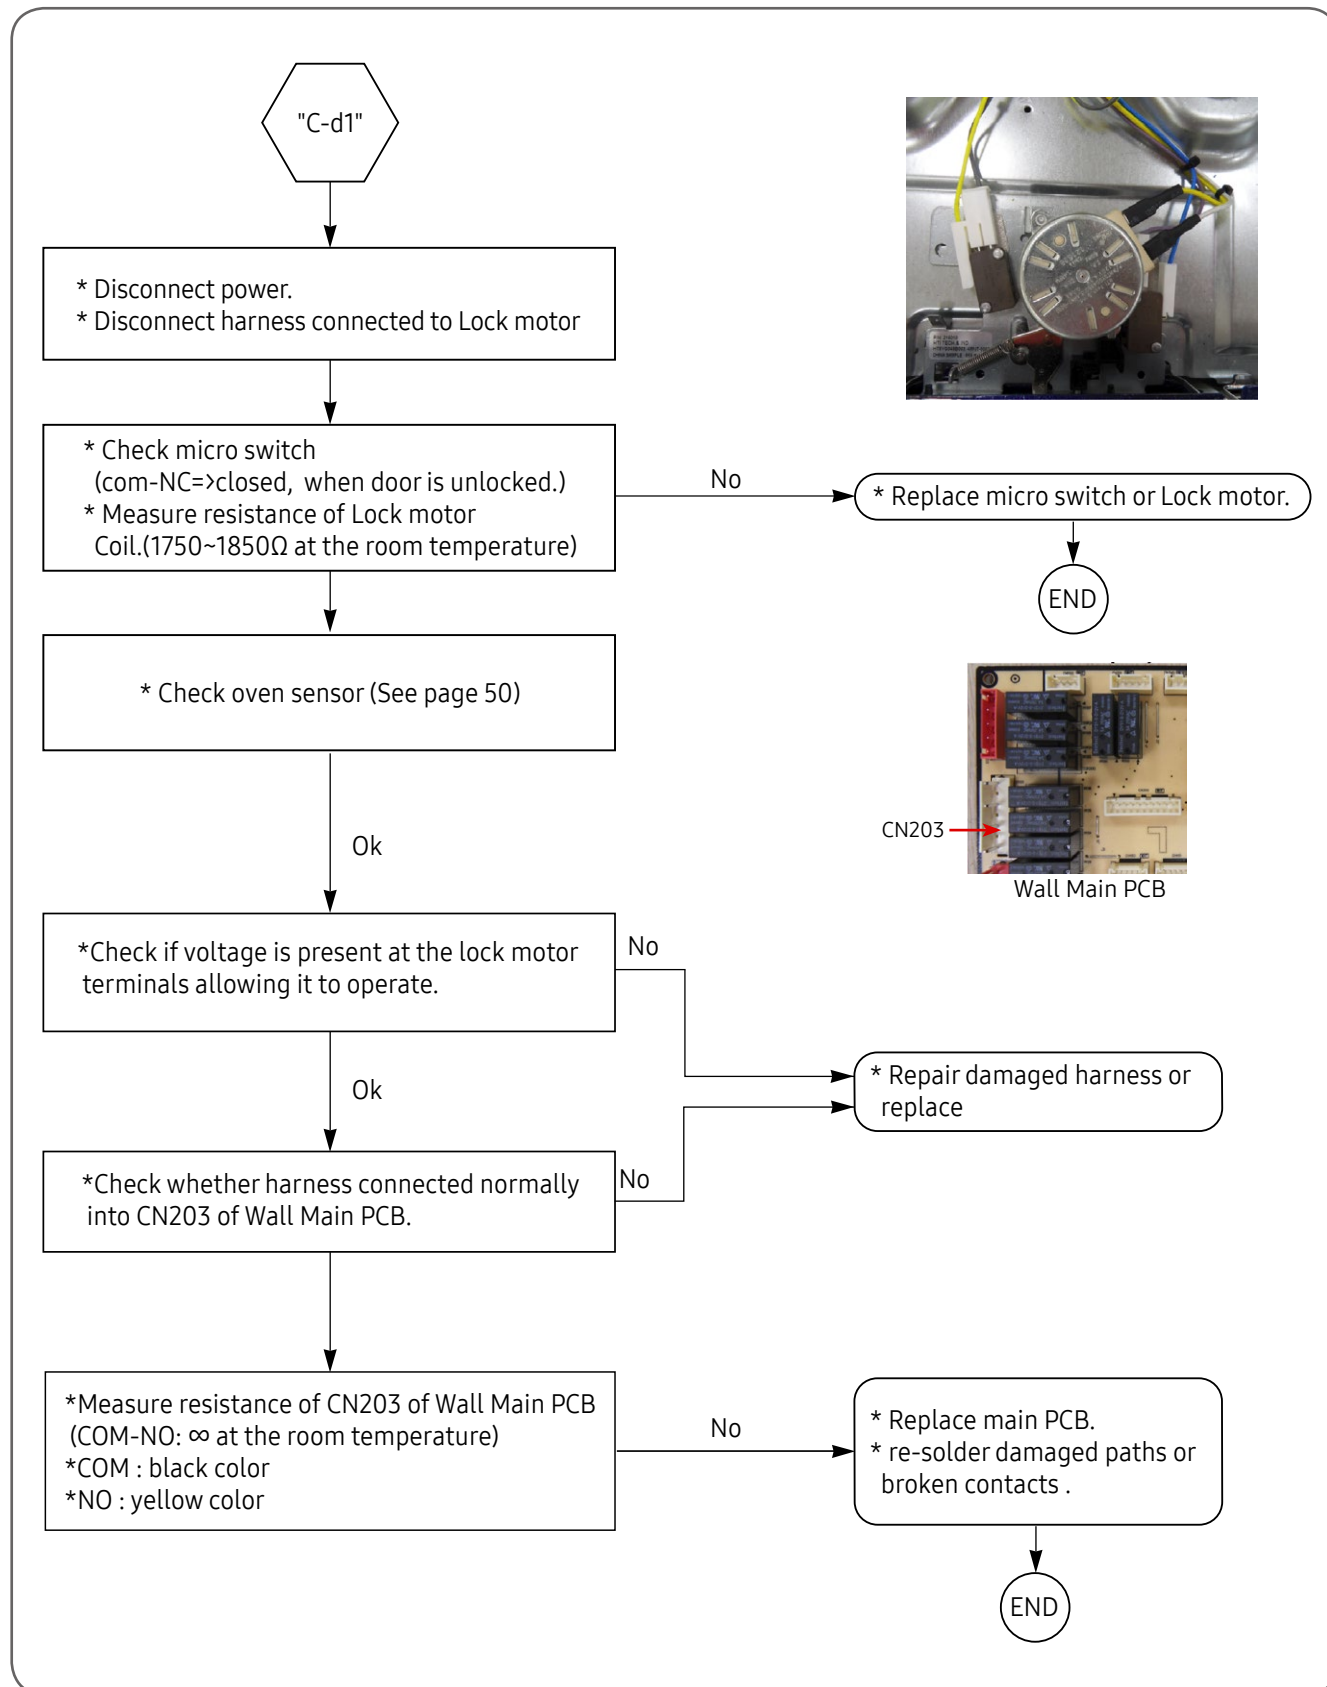 "C-d1"
* Disconnect power.
* Disconnect harness connected to Lock motor
* Check micro switch
(com-NC=>closed, when door is unlocked.)
* Measure resistance of Lock motor
Coil.(1750~1850Ω at the room temperature)
No
* Replace micro switch or Lock motor.
END
* Check oven sensor (See page 50)
CN203
Wall Main PCB
Ok
*Check if voltage is present at the lock motor
terminals allowing it to operate.
No
* Repair damaged harness or
replace
Ok
*Check whether harness connected normally
into CN203 of Wall Main PCB.
No
*Measure resistance of CN203 of Wall Main PCB
(COM-NO: ∞ at the room temperature)
*COM : black color
*NO : yellow color
No
* Replace main PCB.
* re-solder damaged paths or
broken contacts .
END